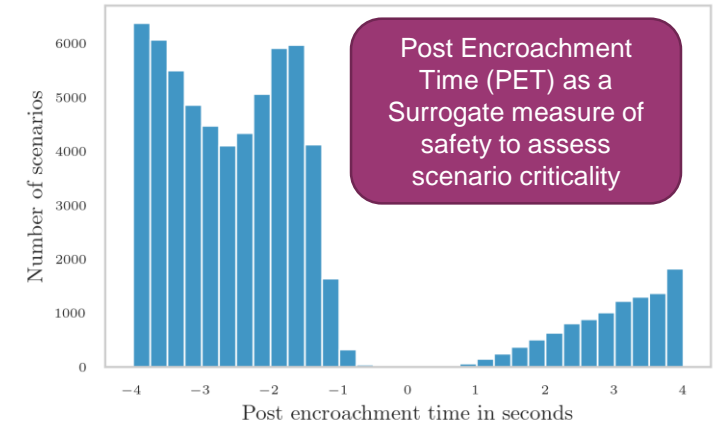 Post Encroachment
Time (PET) as a
Surrogate measure of
safety to assess
scenario criticality
Number of scenarios
6000
5000
4000
3000
2000
1000
0
−4 −3 −2 −1 0 1 2 3 4
Post encroachment time in seconds